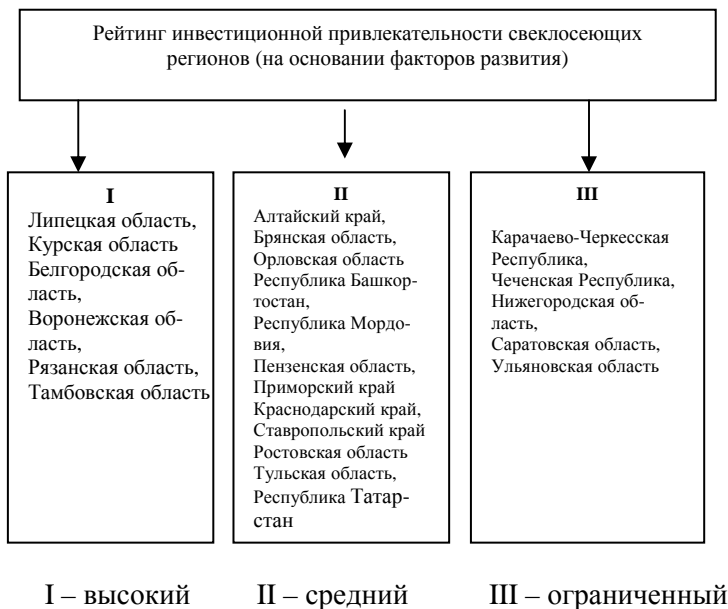 Рейтинг инвестиционной привлекательности свеклосеющих
регионов (на основании факторов развития)
I
Липецкая область,
Курская область
Белгородская об-
ласть,
Воронежская об-
ласть,
Рязанская область,
Тамбовская область
II
Алтайский край,
Брянская область,
Орловская область
Республика Башкор-
тостан,
Республика Мордо-
вия,
Пензенская область,
Приморский край
Краснодарский край,
Ставропольский край
Ростовская область
Тульская область,
Республика Татар-
стан
III
Карачаево-Черкесская
Республика,
Чеченская Республика,
Нижегородская об-
ласть,
Саратовская область,
Ульяновская область
I – высокий II – средний III – ограниченный